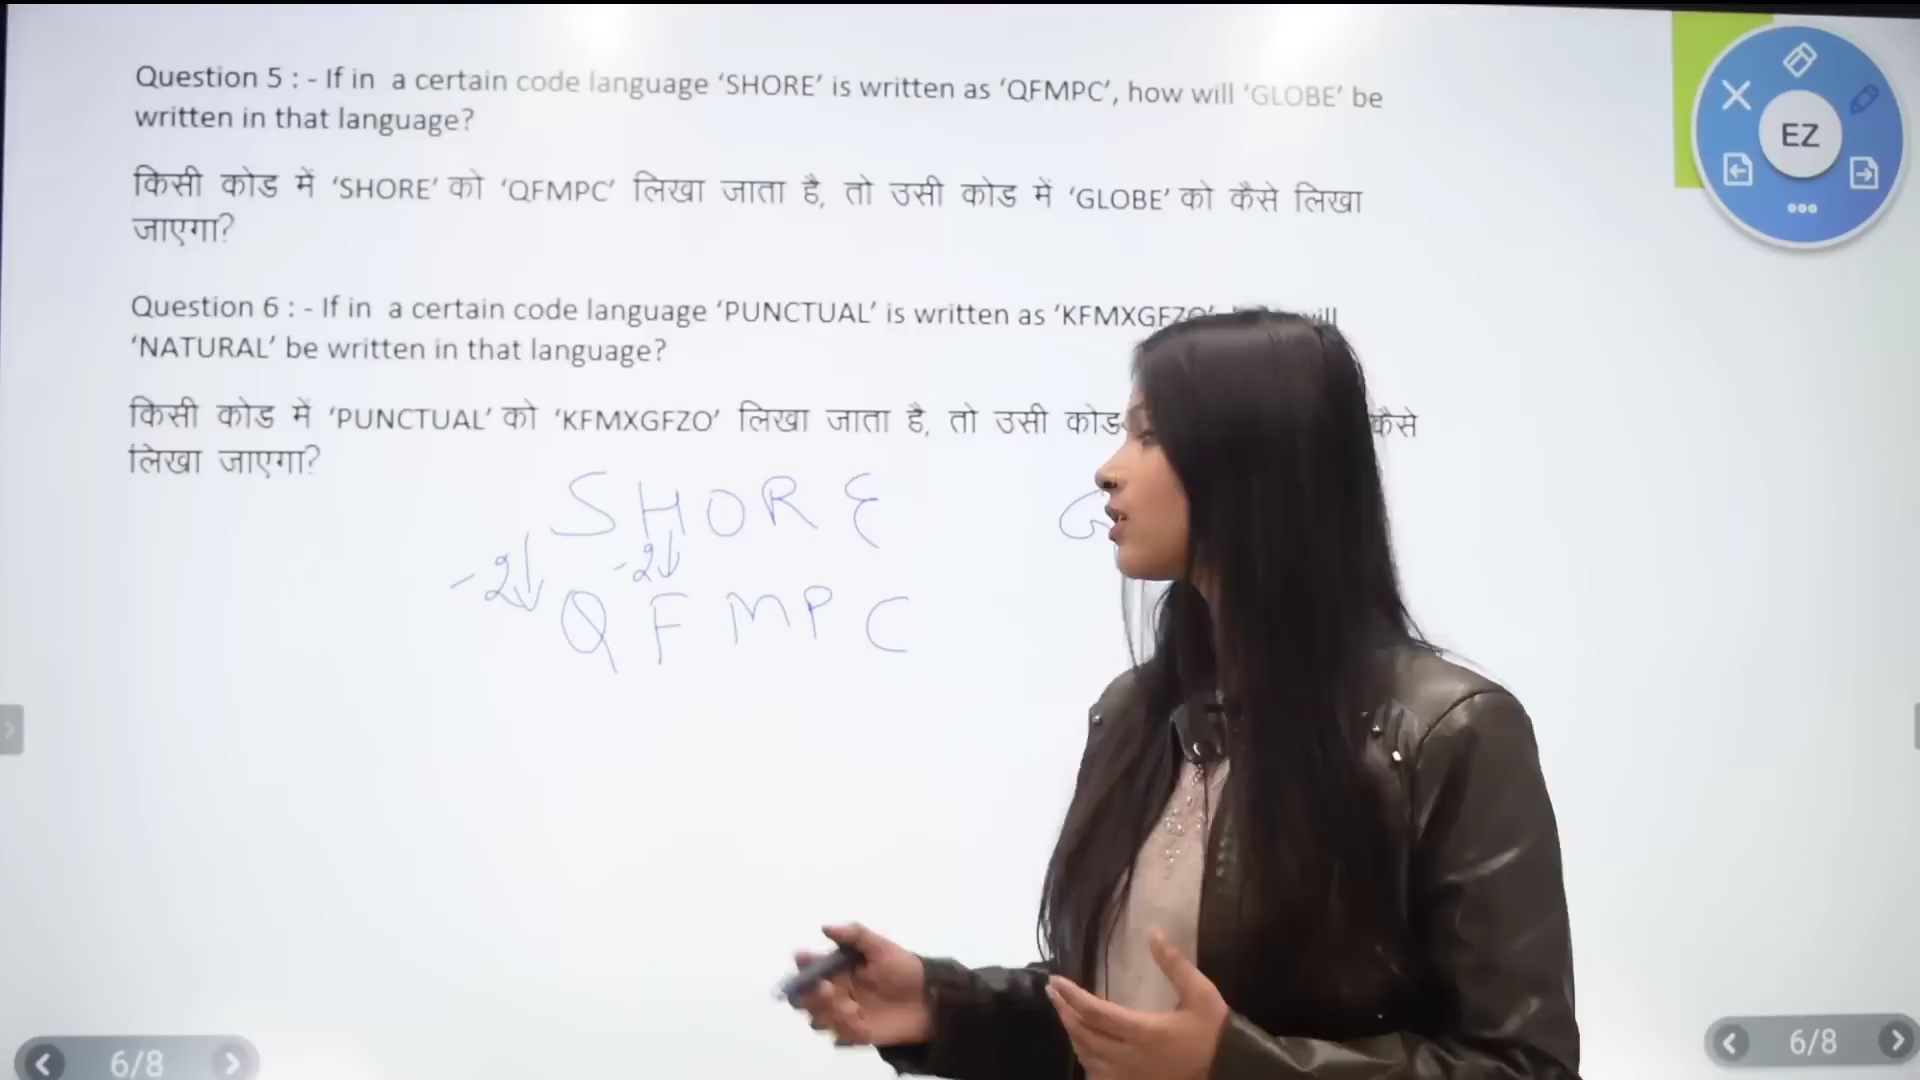 Question 5 : - If in a certain code language ‘SHORE’ is written as ‘QFMPC’, how will ‘GLOBE’ be
written in that language?
किसी कोड में ‘SHORE’ को ‘QFMPC’ लिखा जाता है, तो उसी कोड में ‘GLOBE’ को कैसे लिखा
जाएगा?
Question 6 : - If in a certain code language ‘PUNCTUAL’ is written as ‘KFMXGFZO’, will
‘NATURAL’ be written in that language?
किसी कोड में ‘PUNCTUAL’ को ‘KFMXGFZO’ लिखा जाता है, तो उसी कोड कैसे
लिखा जाएगा?
SHORE G
-2↓ -2↓
QFMPC
EZ
6/8
6/8